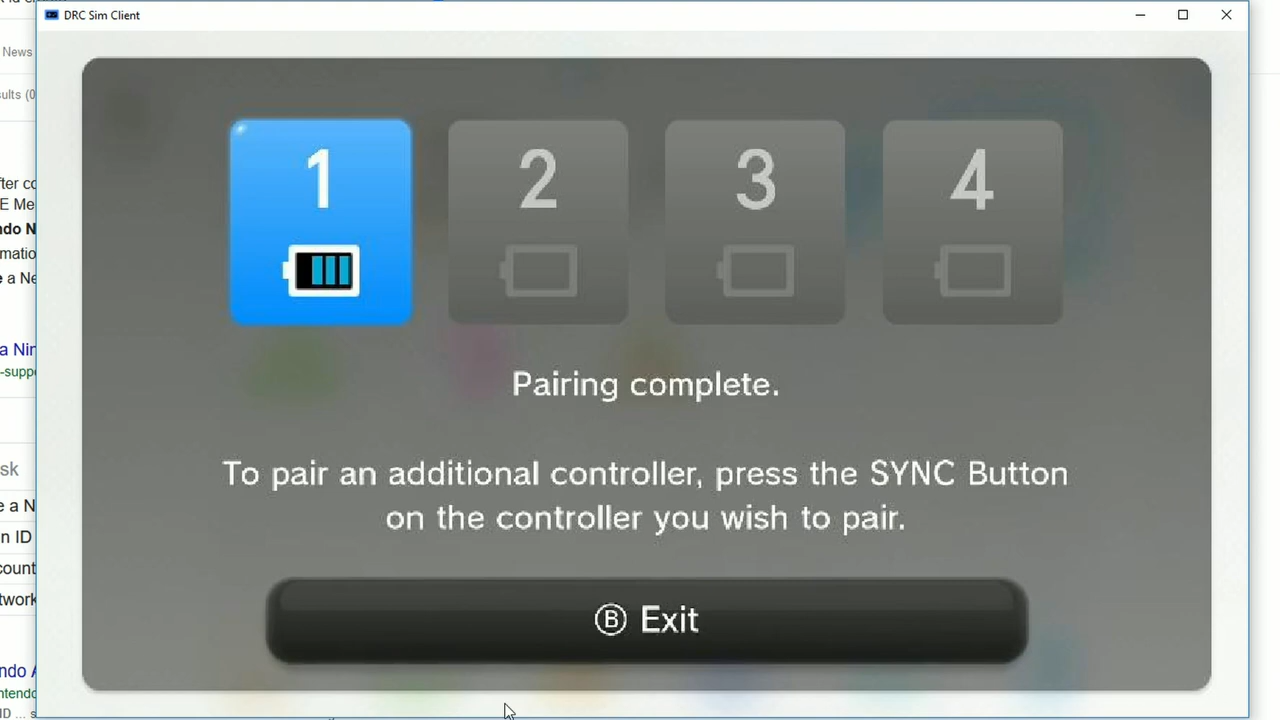 DRC Sim Client
News
1
2
3
4
Pairing complete.
To pair an additional controller, press the SYNC Button
on the controller you wish to pair.
B Exit